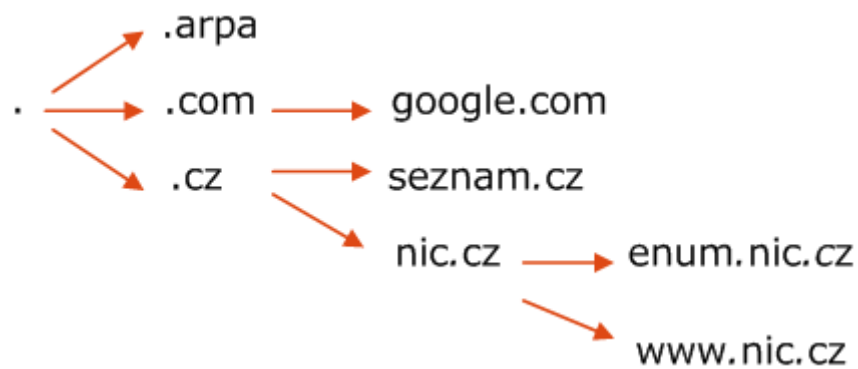 .arpa
. .com google.com
.cz seznam.cz
nic.cz enum.nic.cz
www.nic.cz